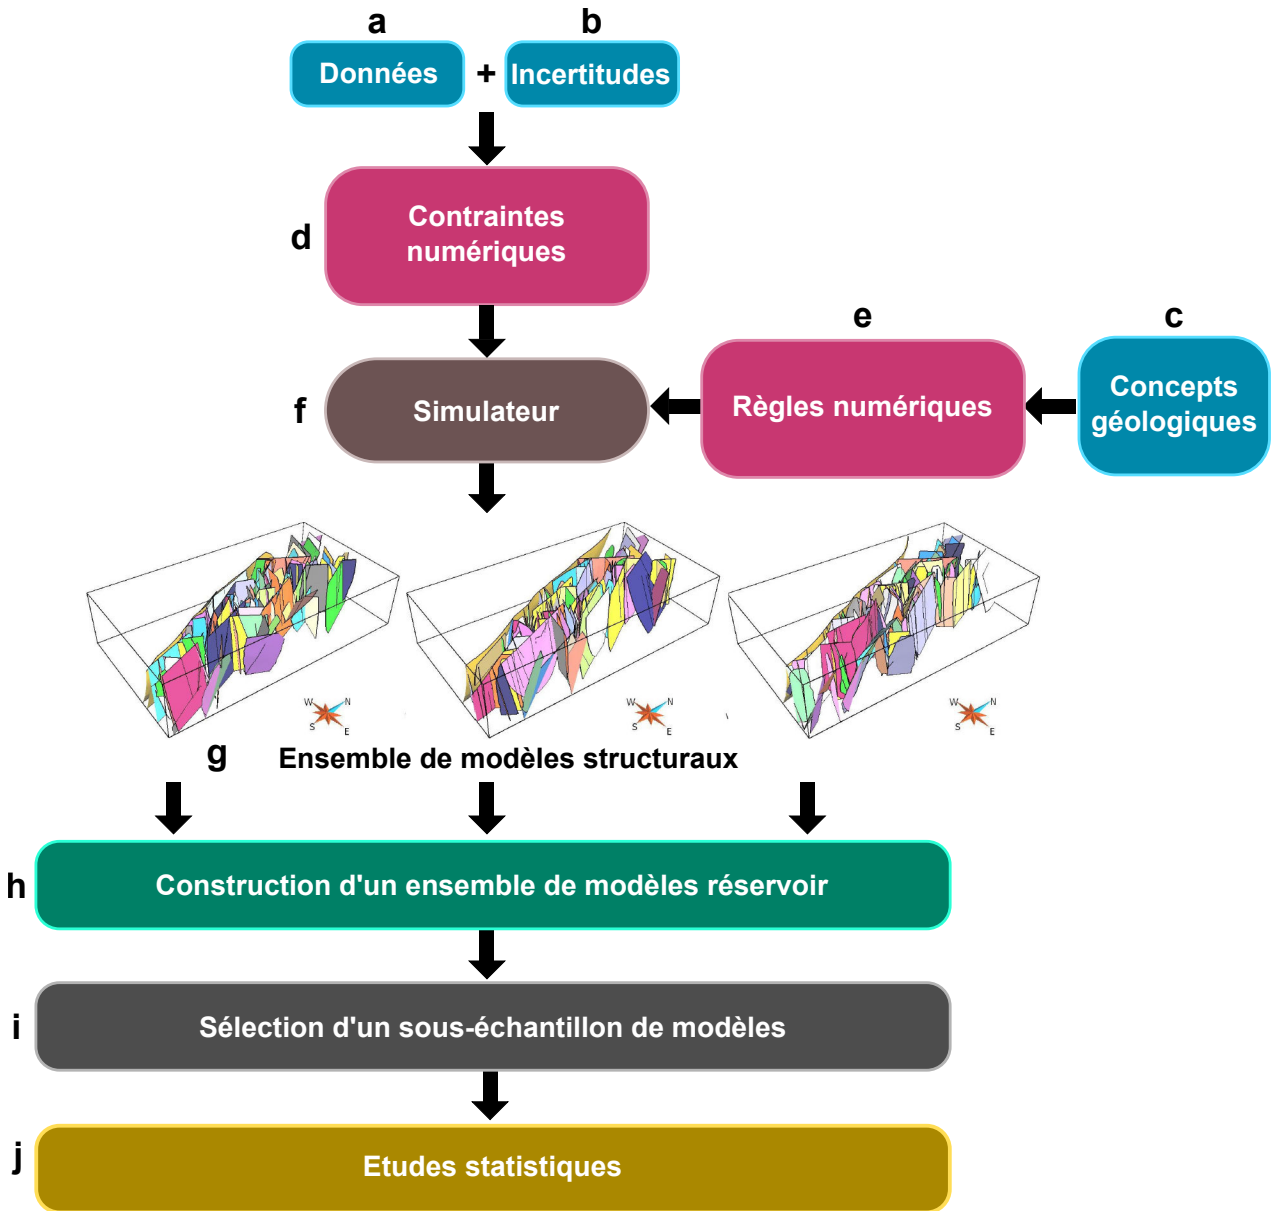 a
b
Données
+
Incertitudes
d
Contraintes
numériques
e
c
f
Simulateur
Règles numériques
Concepts
géologiques
W N
S E
W N
S E
W N
S E
g
Ensemble de modèles structuraux
h
Construction d'un ensemble de modèles réservoir
i
Sélection d'un sous-échantillon de modèles
j
Etudes statistiques